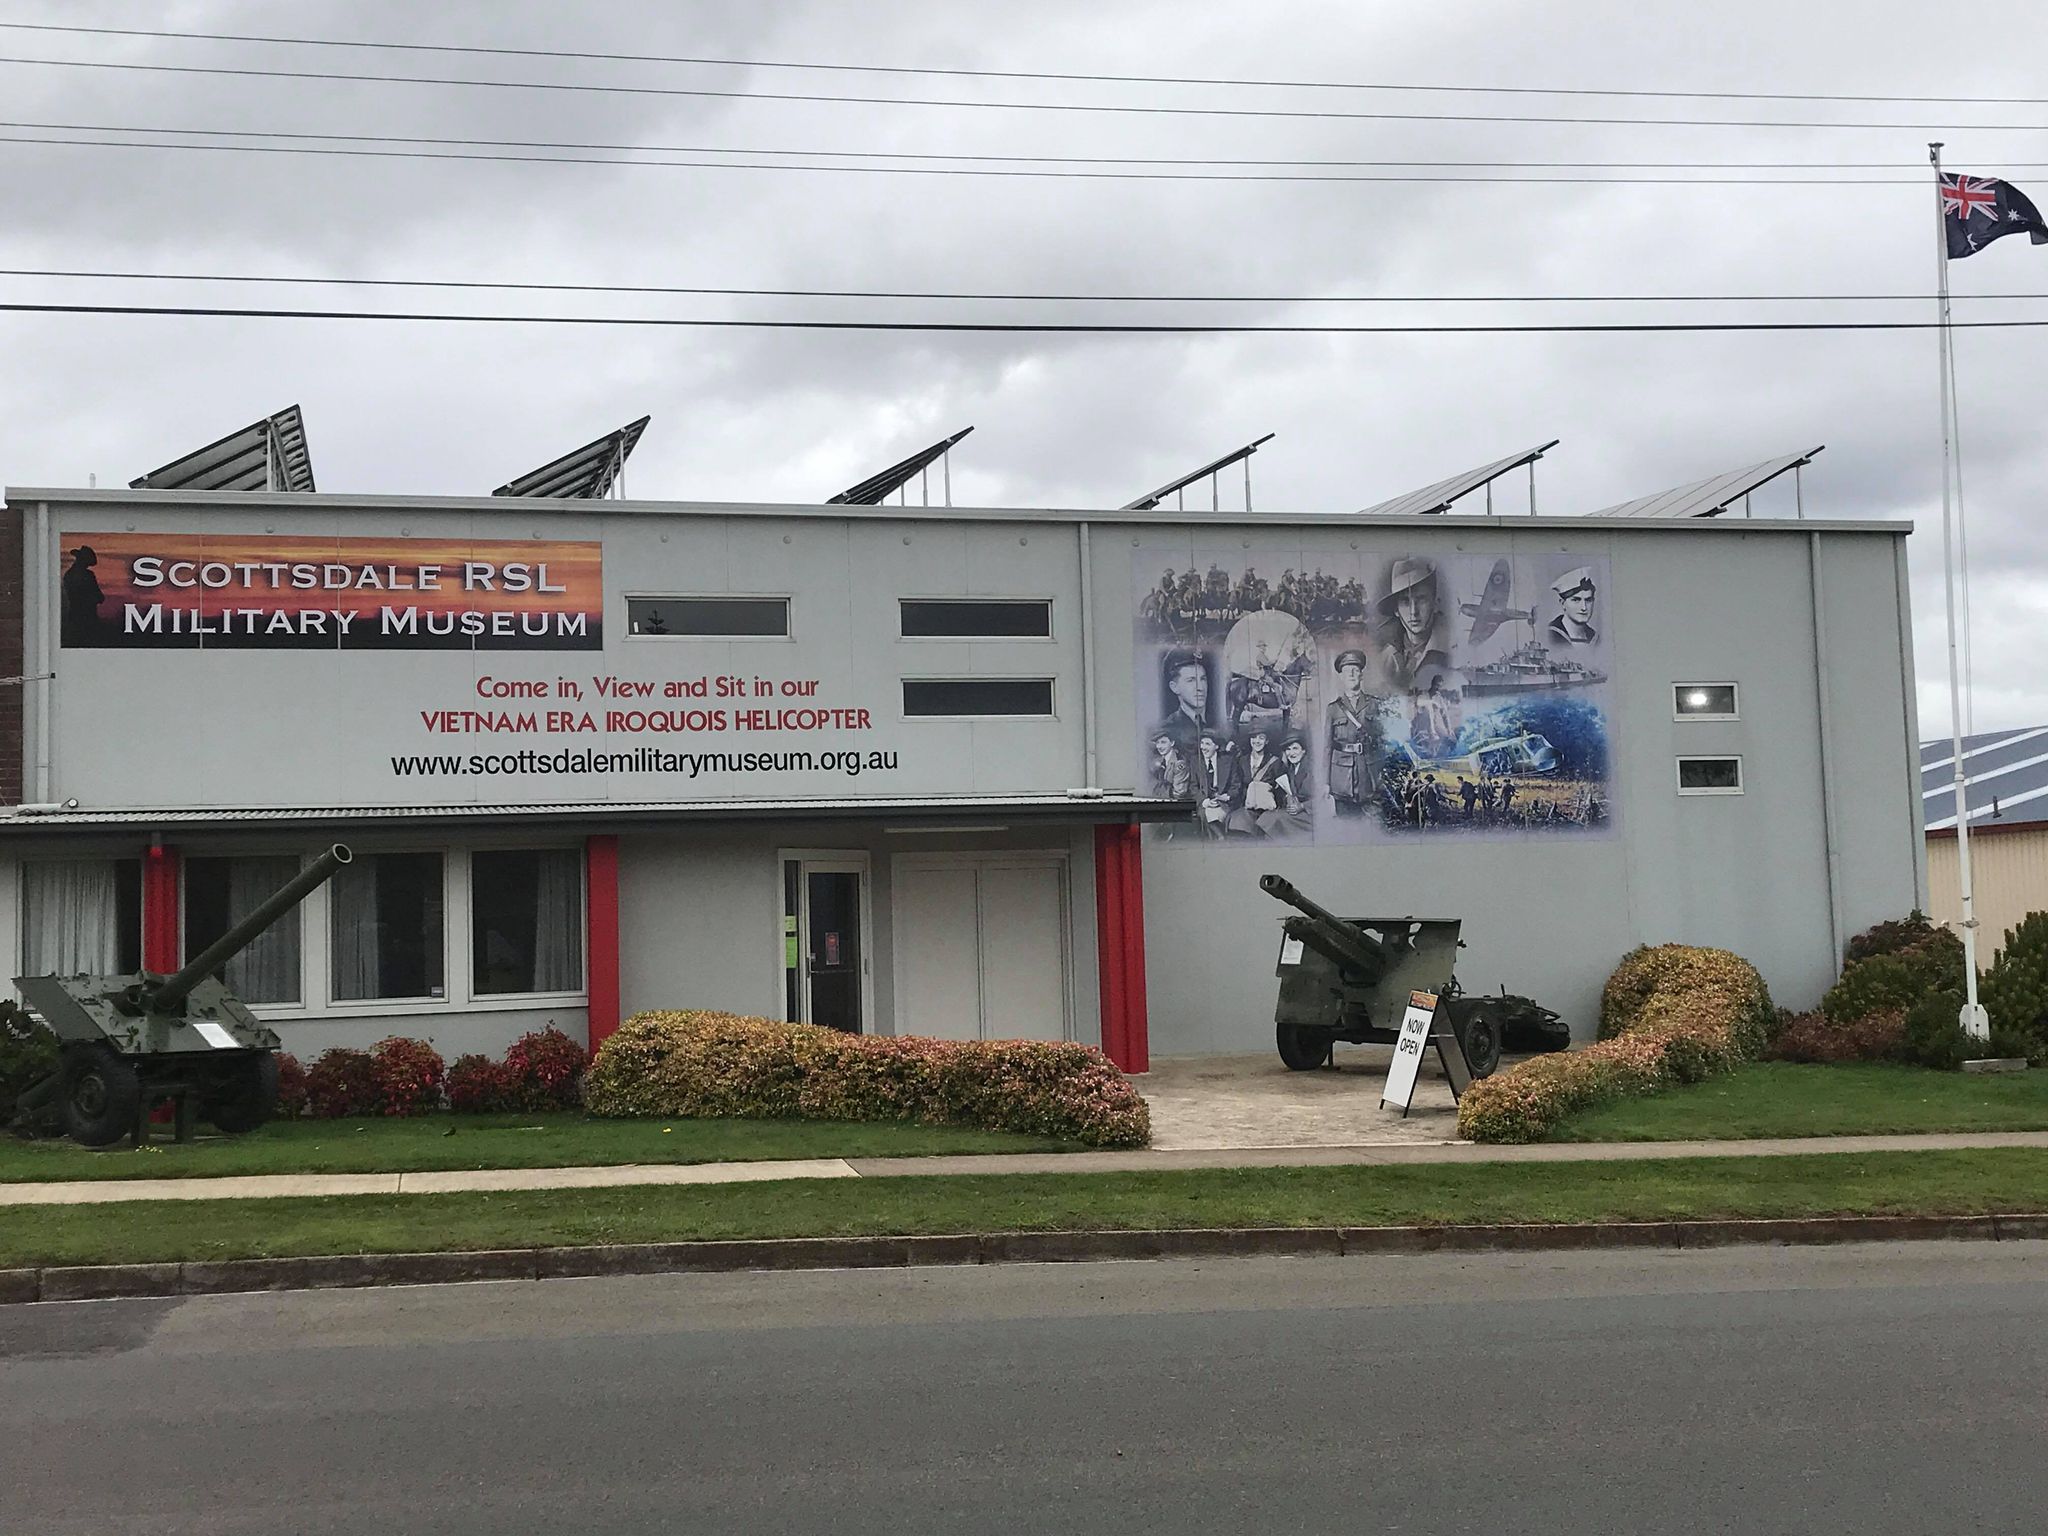 SCOTTSDALE RSL
MILITARY MUSEUM
Come in, View and Sit in our
VIETNAM ERA IROQUOIS HELICOPTER
www.scottsdalemilitarymuseum.org.au
NOW
OPEN